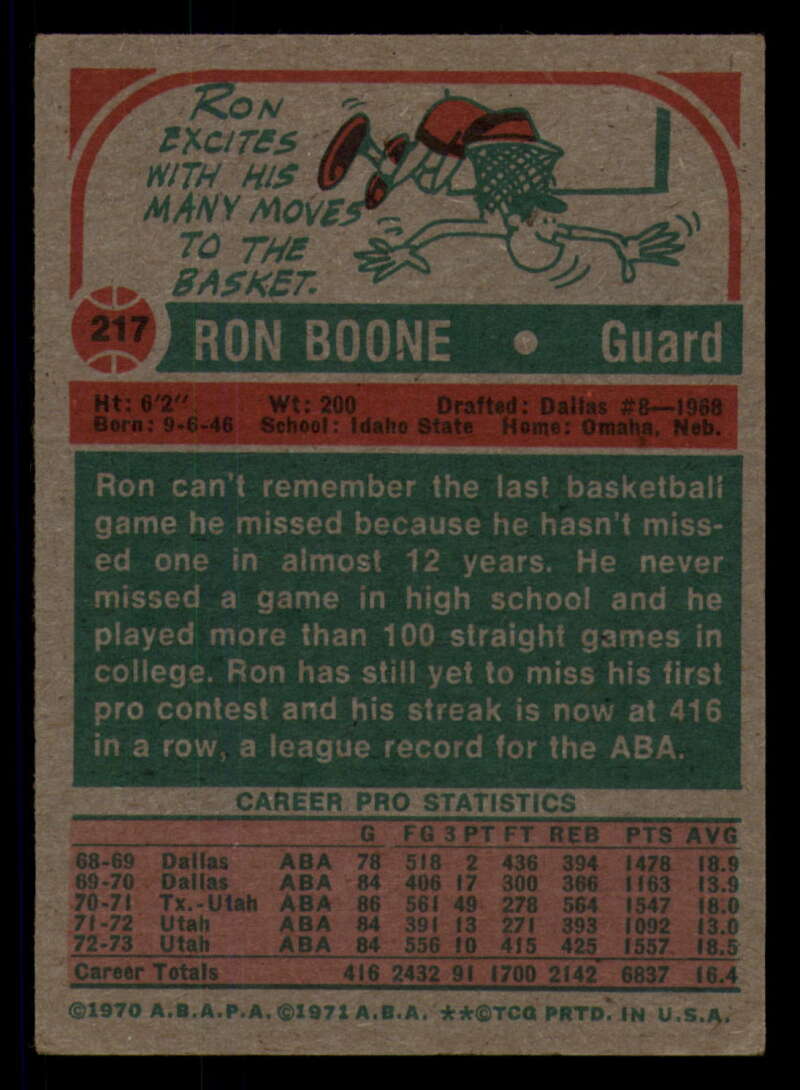 RON
EXCITES
WITH HIS
MANY MOVES
TO THE
BASKET.
217
RON BOONE • Guard
Ht: 6'2" Wt: 200 Drafted: Dallas #8—1968
Born: 9-6-46 School: Idaho State Home: Omaha, Neb.
Ron can't remember the last basketball
game he missed because he hasn't miss-
ed one in almost 12 years. He never
missed a game in high school and he
played more than 100 straight games in
college. Ron has still yet to miss his first
pro contest and his streak is now at 416
in a row, a league record for the ABA.
CAREER PRO STATISTICS
G FG 3 PT FT REB PTS AVG
68-69 Dallas ABA 78 518 2 436 394 1478 18.9
69-70 Dallas ABA 84 406 17 300 366 1163 13.9
70-71 Tx.-Utah ABA 86 561 49 278 564 1547 18.0
71-72 Utah ABA 84 391 13 271 393 1092 13.0
72-73 Utah ABA 84 556 10 415 425 1557 18.5
Career Totals 416 2432 91 1700 2142 6837 16.4
©1970 A.B.A.P.A. ©1971 A.B.A. **©TCG PRTD. IN U.S.A.